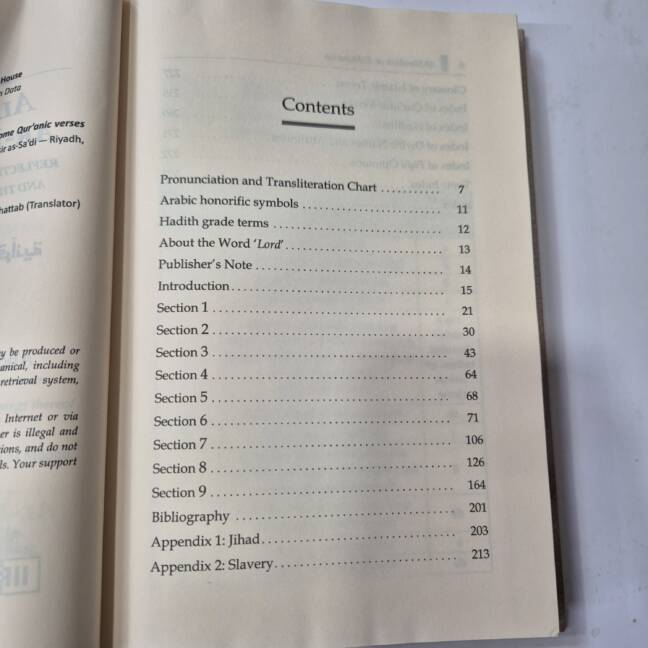 House
n Data
ome Qur'anic verses
ir as-Sa'di — Riyadh,
hattab (Translator)
y be produced or
anical, including
retrieval system,
Internet or via
er is illegal and
ions, and do not
ls. Your support
Contents
Pronunciation and Transliteration Chart ........... 7
Arabic honorific symbols ........................... 11
Hadith grade terms ................................. 12
About the Word 'Lord' .............................. 13
Publisher's Note ................................... 14
Introduction ....................................... 15
Section 1 .......................................... 21
Section 2 .......................................... 30
Section 3 .......................................... 43
Section 4 .......................................... 64
Section 5 .......................................... 68
Section 6 .......................................... 71
Section 7 .......................................... 106
Section 8 .......................................... 126
Section 9 .......................................... 164
Bibliography ....................................... 201
Appendix 1: Jihad .................................. 203
Appendix 2: Slavery ................................ 213